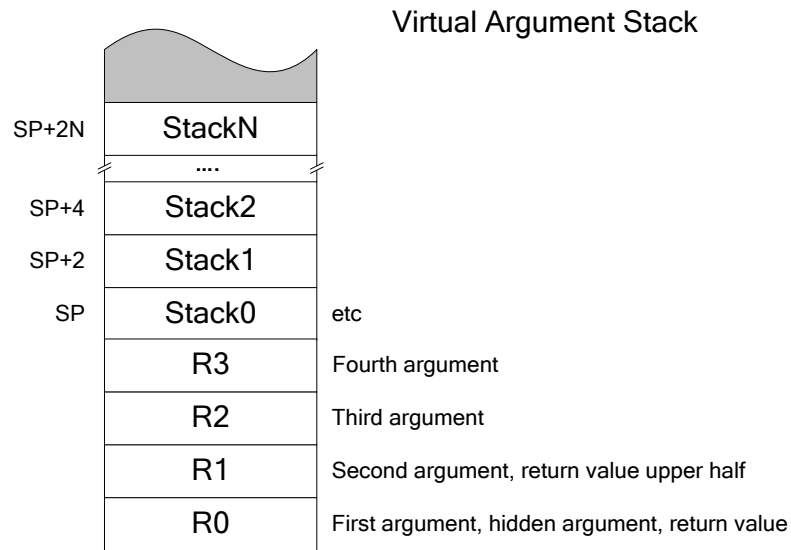 Virtual Argument Stack
SP+2N StackN
....
SP+4 Stack2
SP+2 Stack1
SP Stack0 etc
R3 Fourth argument
R2 Third argument
R1 Second argument, return value upper half
R0 First argument, hidden argument, return value